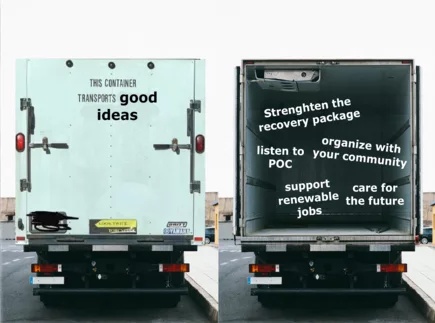 THIS CONTAINER
TRANSPORTS good
ideas
Strenghten the
recovery package
listen to
POC
organize with
your community
support
renewable
jobs
care for
the future